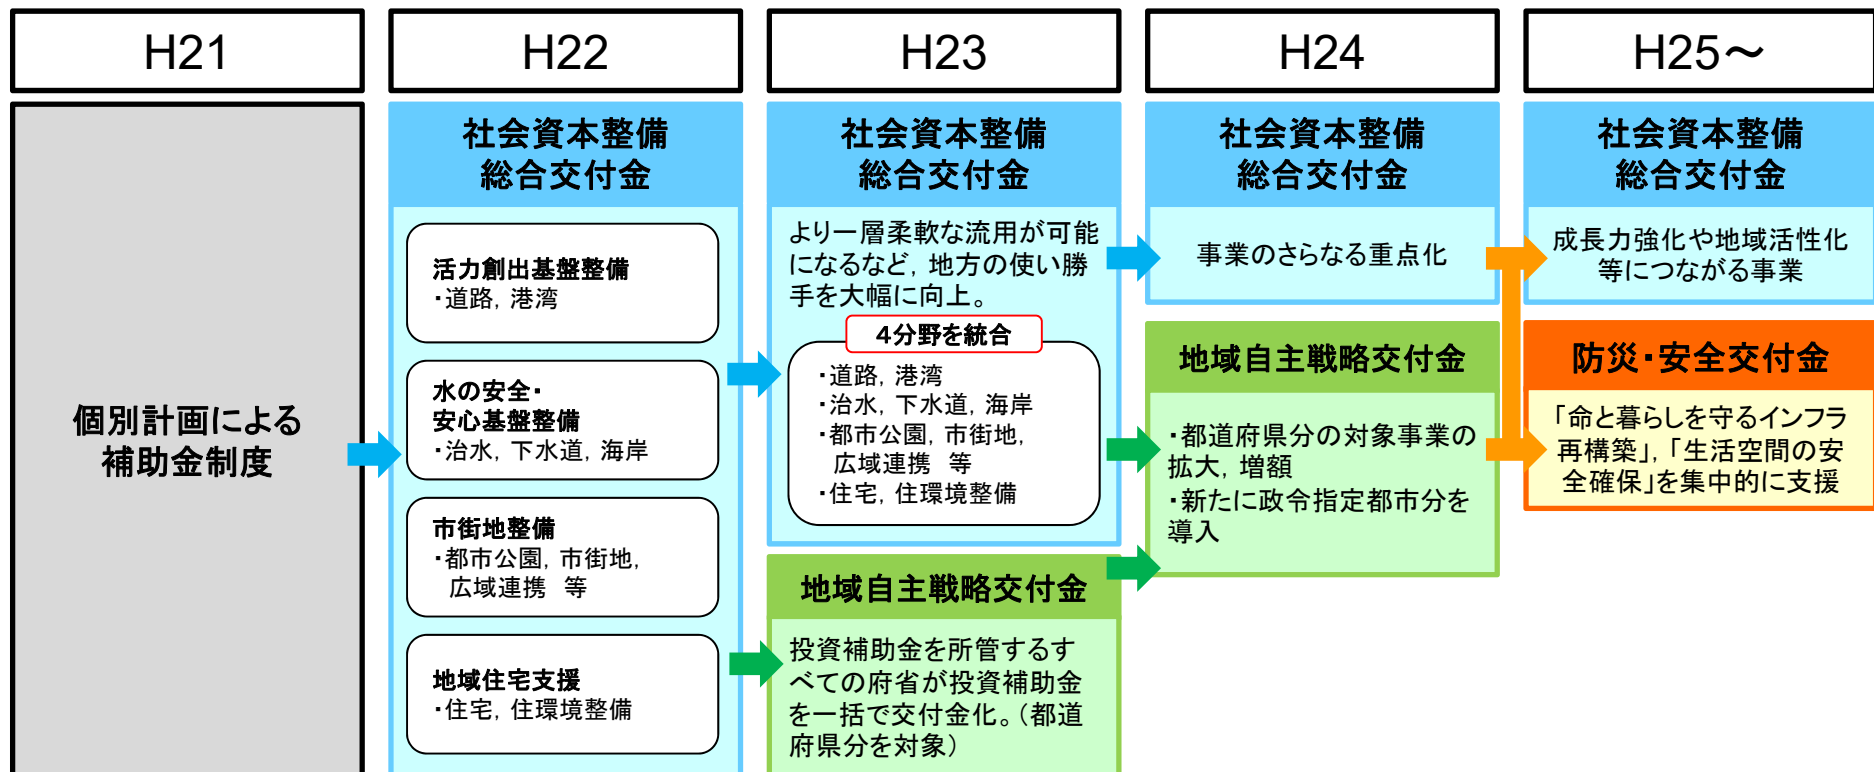 H21
H22
H23
H24
H25～
個別計画による
補助金制度
社会資本整備
総合交付金
活力創出基盤整備
・道路，港湾
水の安全・
安心基盤整備
・治水，下水道，海岸
市街地整備
・都市公園，市街地，
広域連携　等
地域住宅支援
・住宅，住環境整備
社会資本整備
総合交付金
より一層柔軟な流用が可能
になるなど，地方の使い勝
手を大幅に向上。
４分野を統合
・道路，港湾
・治水，下水道，海岸
・都市公園，市街地，
広域連携　等
・住宅，住環境整備
地域自主戦略交付金
投資補助金を所管するす
べての府省が投資補助金
を一括で交付金化。（都道
府県分を対象）
社会資本整備
総合交付金
事業のさらなる重点化
地域自主戦略交付金
・都道府県分の対象事業の
拡大，増額
・新たに政令指定都市分を
導入
社会資本整備
総合交付金
成長力強化や地域活性化
等につながる事業
防災・安全交付金
「命と暮らしを守るインフラ
再構築」，「生活空間の安
全確保」を集中的に支援